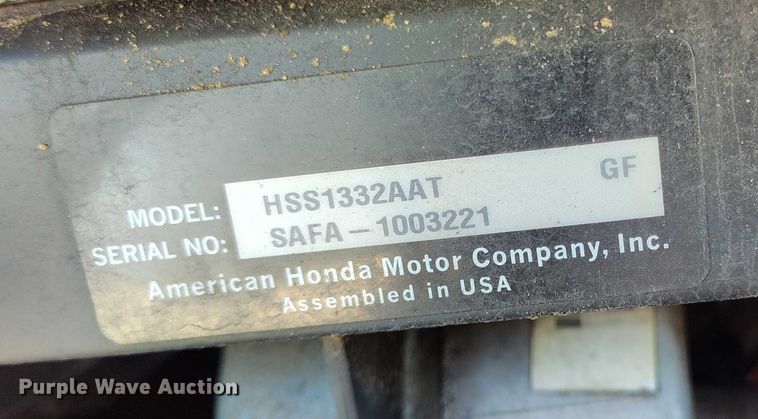 MODEL: HSS1332AAT GF
SERIAL NO: SAFA-1003221
American Honda Motor Company, Inc.
Assembled in USA
Purple Wave Auction